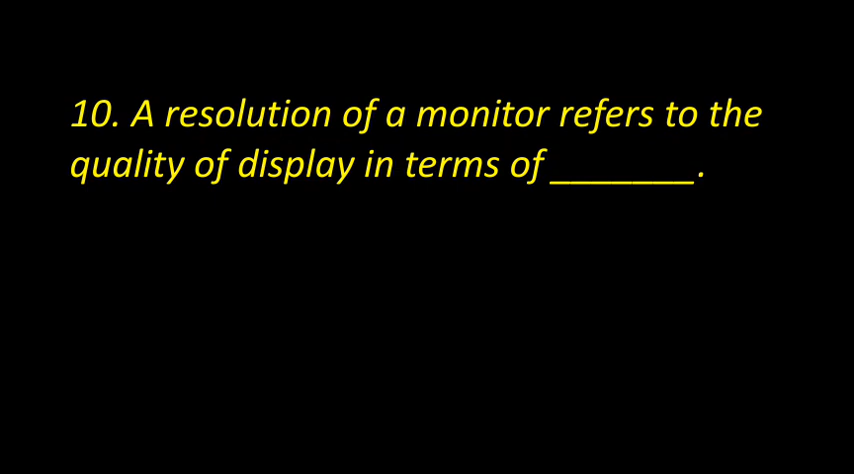 10. A resolution of a monitor refers to the
quality of display in terms of _______.